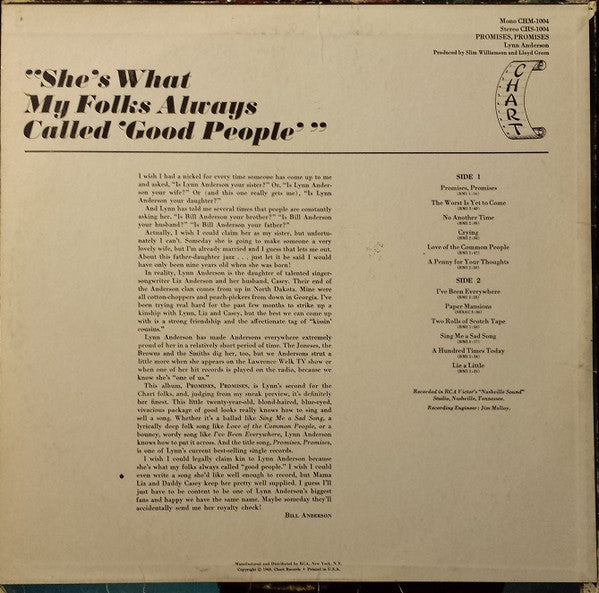 Mono CHM-1004
Stereo CHS-1004
PROMISES, PROMISES
Lynn Anderson
Produced by Slim Williamson and Lloyd Green
CHART
"She's What
My Folks Always
Called 'Good People' "
I wish I had a nickel for every time someone has come up to me
and asked, "Is Lynn Anderson your sister?" Or, "Is Lynn Ander-
son your wife?" Or (and this one really gets me), "Is Lynn
Anderson your daughter?"
And Lynn has told me several times that people are constantly
asking her, "Is Bill Anderson your brother?" "Is Bill Anderson
your husband?" "Is Bill Anderson your father?"
Actually, I wish I could claim her as my sister, but unfortu-
nately I can't. Someday she is going to make someone a very
lovely wife, but I'm already married and I guess that lets me out.
About this father-daughter jazz . . . just let it be said I would
have only been nine years old when she was born!
In reality, Lynn Anderson is the daughter of talented singer-
songwriter Liz Anderson and her husband, Casey. Their end of
the Anderson clan comes from up in North Dakota. Mine were
all cotton-choppers and peach-pickers from down in Georgia. I've
been trying real hard for the past few months to strike up a
kinship with Lynn, Liz and Casey, but the best we can come up
with is a strong friendship and the affectionate tag of "kissin'
cousins."
Lynn Anderson has made Andersons everywhere extremely
proud of her in a relatively short period of time. The Joneses, the
Browns and the Smiths dig her, too, but we Andersons strut a
little more when she appears on the Lawrence Welk TV show or
when one of her hit records is played on the radio, because we
know she's "one of us."
This album, PROMISES, PROMISES, is Lynn's second for the
Chart folks, and, judging from my sneak preview, it's definitely
her finest. This little twenty-year-old, blond-haired, blue-eyed,
vivacious package of good looks really knows how to sing and
sell a song. Whether it's a ballad like Sing Me a Sad Song, a
lyrically deep folk song like Love of the Common People, or a
bouncy, wordy song like I've Been Everywhere, Lynn Anderson
knows how to put it across. And the title song, Promises, Promises,
is one of Lynn's current best-selling single records.
I wish I could legally claim kin to Lynn Anderson because
she's what my folks always called "good people." I wish I could
even write a song she'd like well enough to record, but Mama
Liz and Daddy Casey keep her pretty well supplied. I guess I'll
just have to be content to be one of Lynn Anderson's biggest
fans and happy we have the same name. Maybe someday they'll
accidentally send me her royalty check!
BILL ANDERSON
SIDE 1
Promises, Promises
The Worst Is Yet to Come
No Another Time
Crying
Love of the Common People
A Penny for Your Thoughts
SIDE 2
I've Been Everywhere
Paper Mansions
Two Rolls of Scotch Tape
Sing Me a Sad Song
A Hundred Times Today
Lie a Little
Recorded in RCA Victor's "Nashville Sound"
Studio, Nashville, Tennessee.
Recording Engineer: Jim Malloy.
Manufactured and Distributed by RCA, New York, N.Y.
Copyright © 1968, Chart Records • Printed in U.S.A.